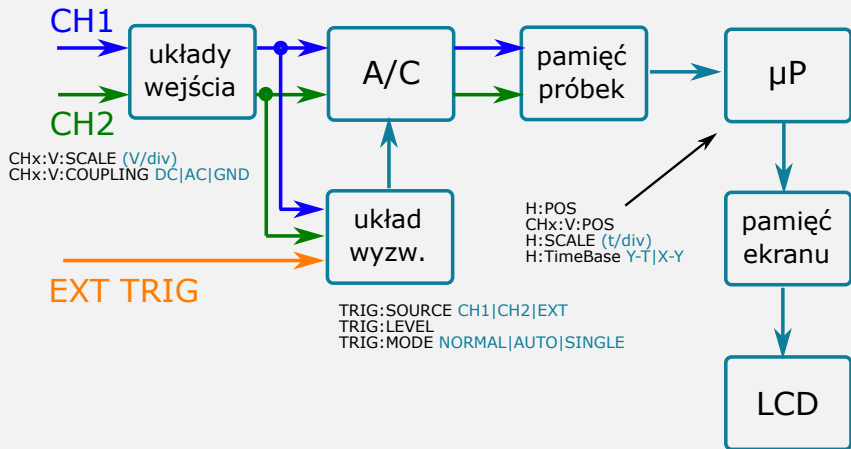 CH1
układy
wejścia
CH2
CHx:V:SCALE (V/div)
CHx:V:COUPLING DC|AC|GND
A/C
pamięć
próbek
µP
układ
wyzw.
EXT TRIG
TRIG:SOURCE CH1|CH2|EXT
TRIG:LEVEL
TRIG:MODE NORMAL|AUTO|SINGLE
H:POS
CHx:V:POS
H:SCALE (t/div)
H:TimeBase Y-T|X-Y
pamięć
ekranu
LCD